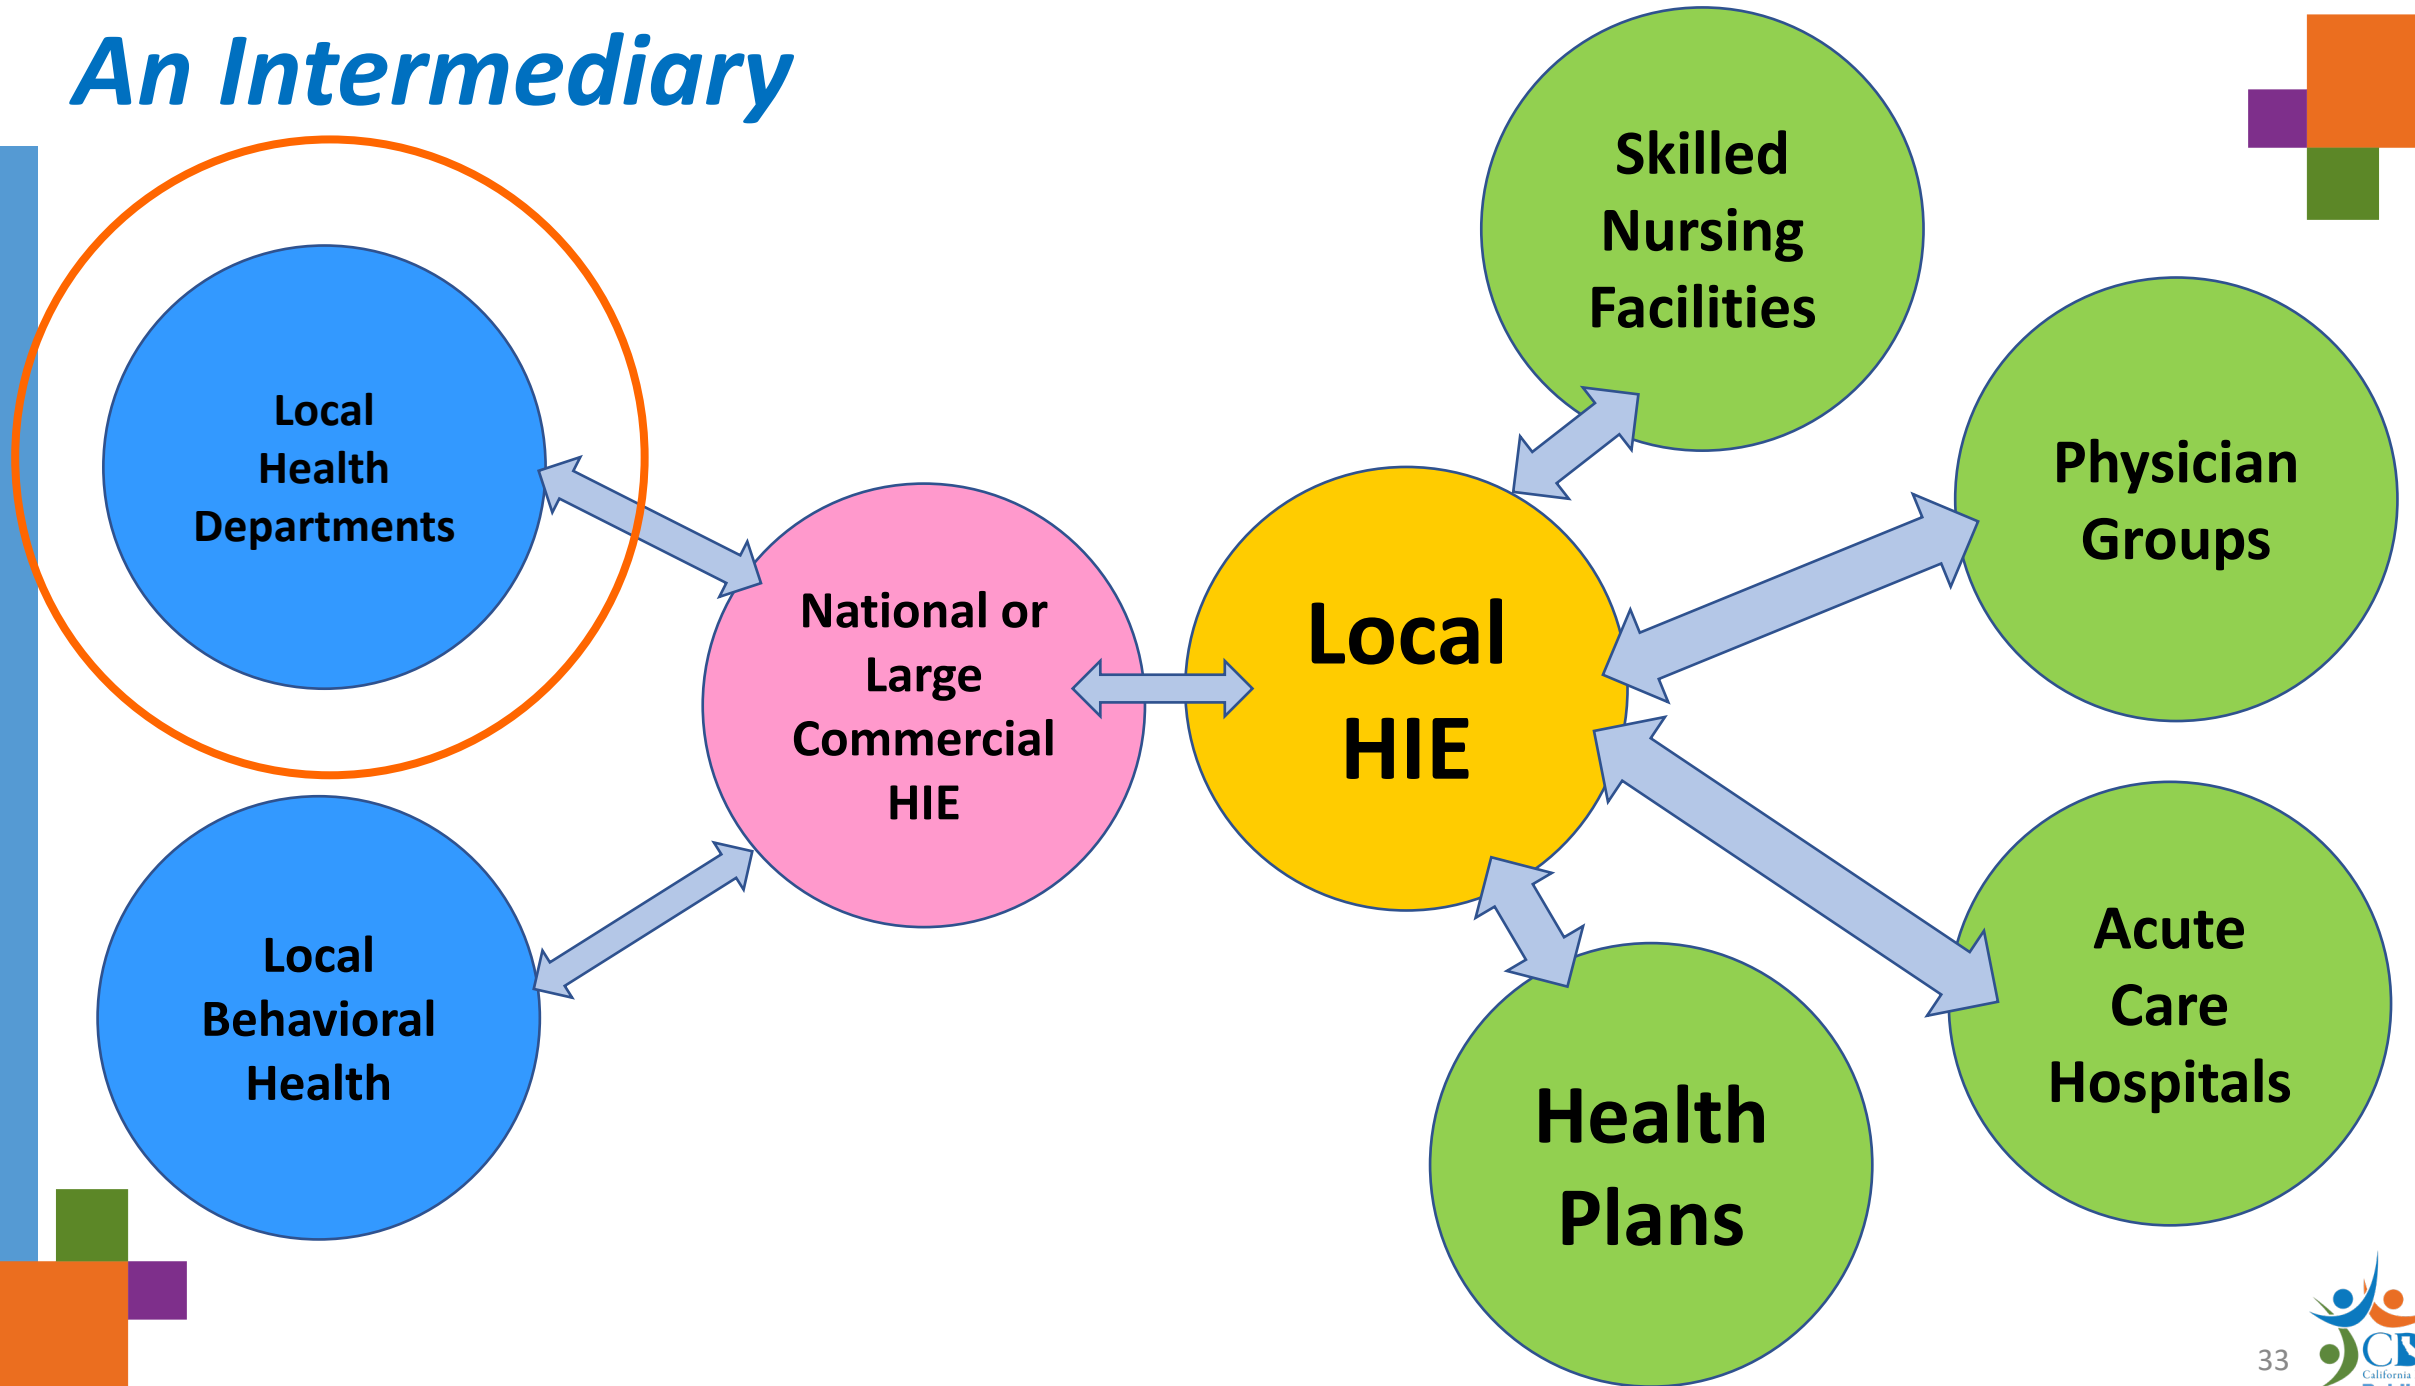 An Intermediary
Local
Health
Departments
Local
Behavioral
Health
National or
Large
Commercial
HIE
Local
HIE
Skilled
Nursing
Facilities
Physician
Groups
Acute
Care
Hospitals
Health
Plans
33
California